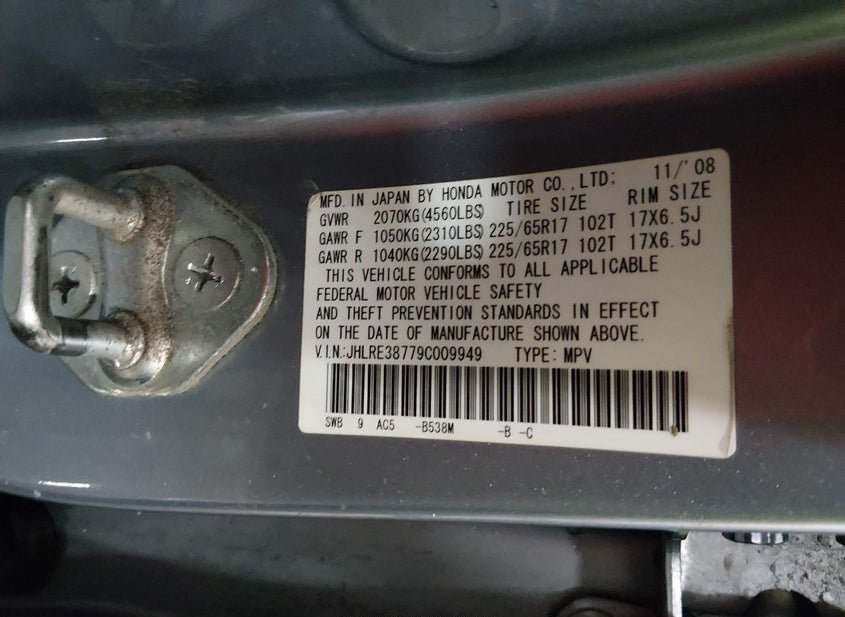 MFD. IN JAPAN BY HONDA MOTOR CO.,LTD; 11/'08
GVWR 2070KG(4560LBS) TIRE SIZE RIM SIZE
GAWR F 1050KG(2310LBS) 225/65R17 102T 17X6.5J
GAWR R 1040KG(2290LBS) 225/65R17 102T 17X6.5J
THIS VEHICLE CONFORMS TO ALL APPLICABLE
FEDERAL MOTOR VEHICLE SAFETY
AND THEFT PREVENTION STANDARDS IN EFFECT
ON THE DATE OF MANUFACTURE SHOWN ABOVE.
V.I.N.:JHLRE38779C009949 TYPE: MPV
SWB 9 AC5 -B538M -B -C